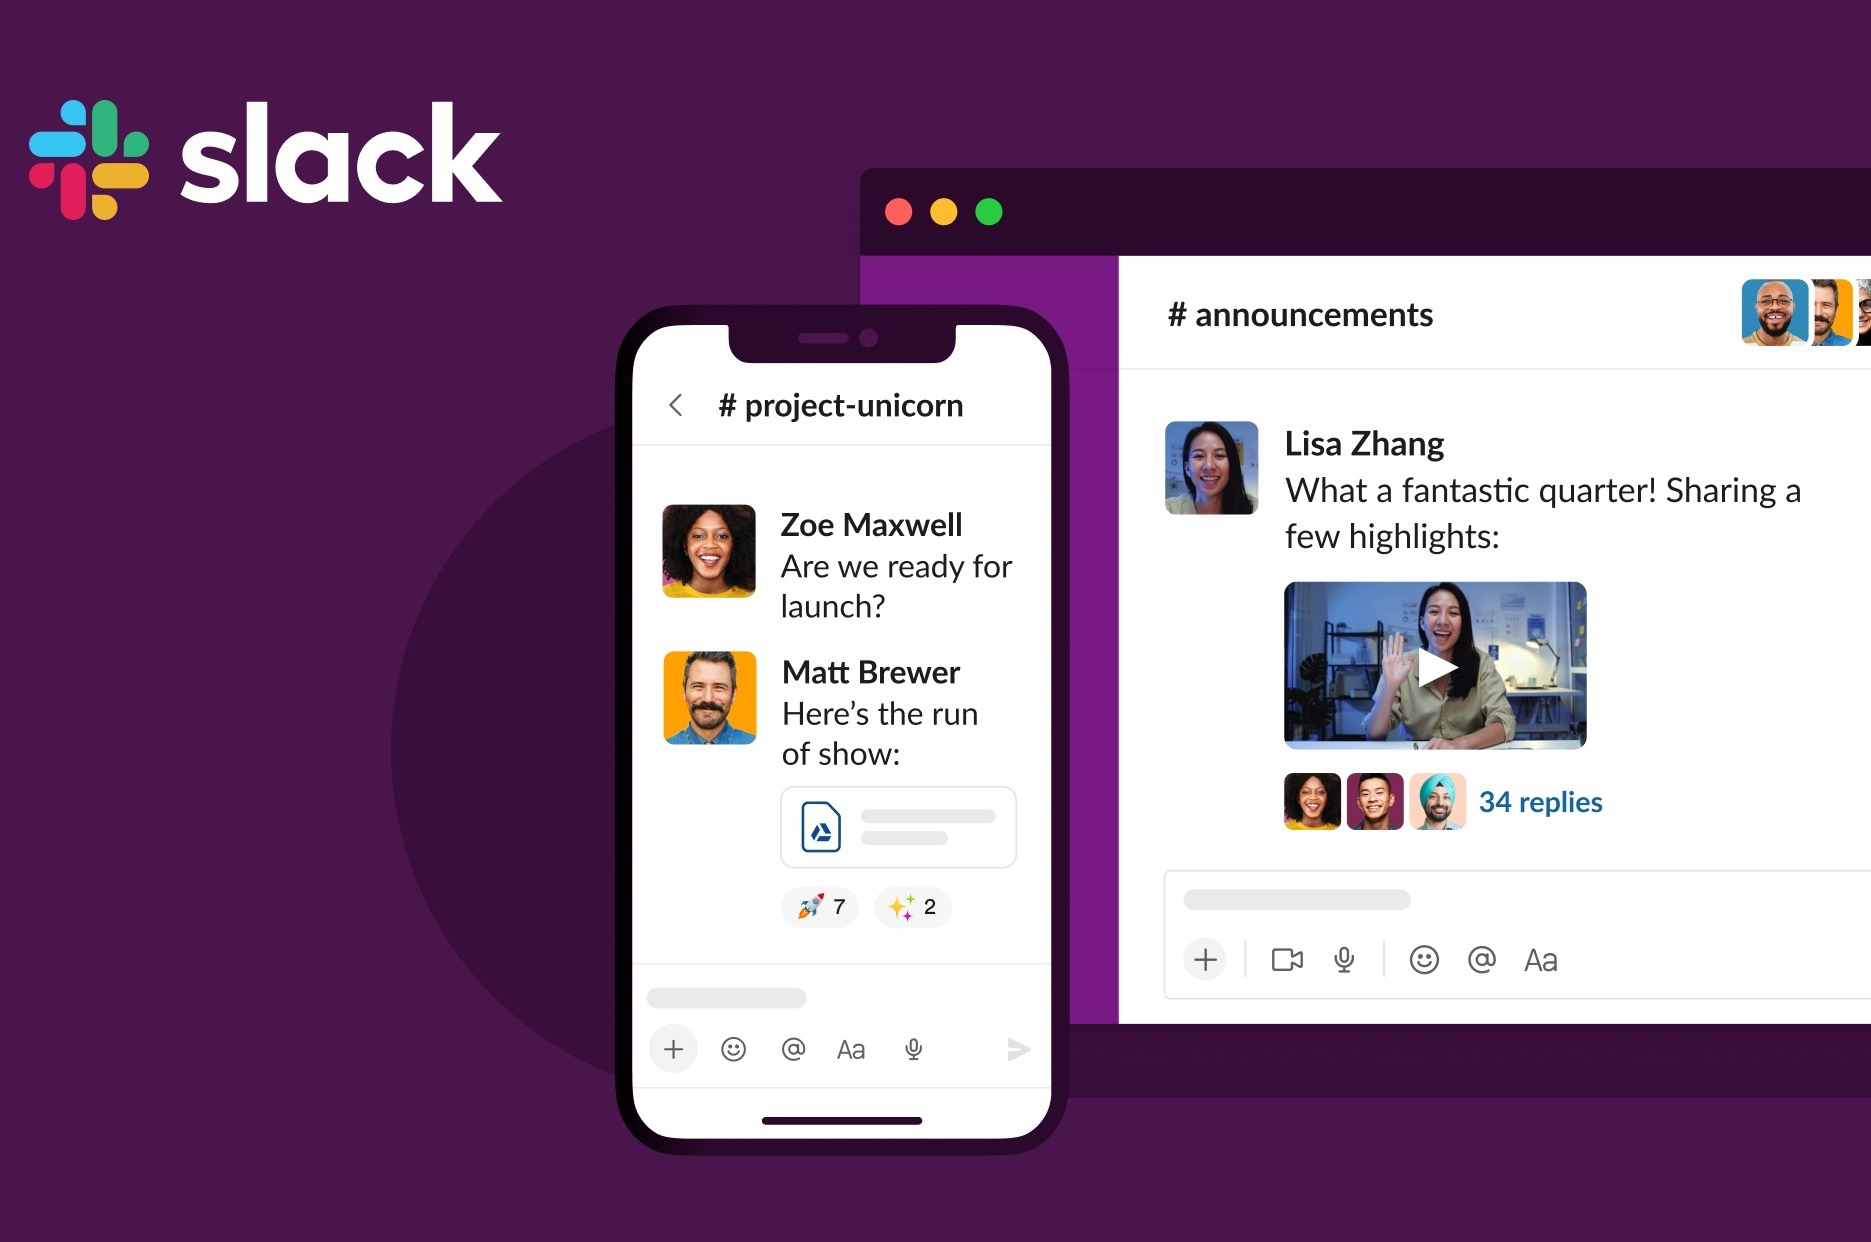 slack
# project-unicorn
Zoe Maxwell
Are we ready for
launch?
Matt Brewer
Here’s the run
of show:
7
2
@
Aa
# announcements
Lisa Zhang
What a fantastic quarter! Sharing a
few highlights:
34 replies
@
Aa